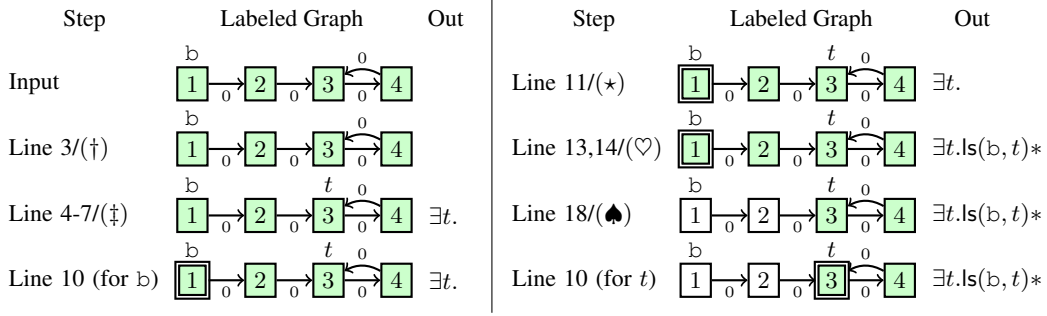 Step Labeled Graph Out
b 0
Input 1 2 3 4
0 0 0
b 0
Line 3/(†) 1 2 3 4
0 0 0
b t 0
Line 4-7/(‡) 1 2 3 4 ∃t.
0 0 0
b t 0
Line 10 (for b) 1 2 3 4 ∃t.
0 0 0
Step Labeled Graph Out
b t 0
Line 11/(⋆) 1 2 3 4 ∃t.
0 0 0
b t 0
Line 13,14/(♡) 1 2 3 4 ∃t.ls(b, t)∗
0 0 0
b t 0
Line 18/(♠) 1 2 3 4 ∃t.ls(b, t)∗
0 0 0
b t 0
Line 10 (for t) 1 2 3 4 ∃t.ls(b, t)∗
0 0 0